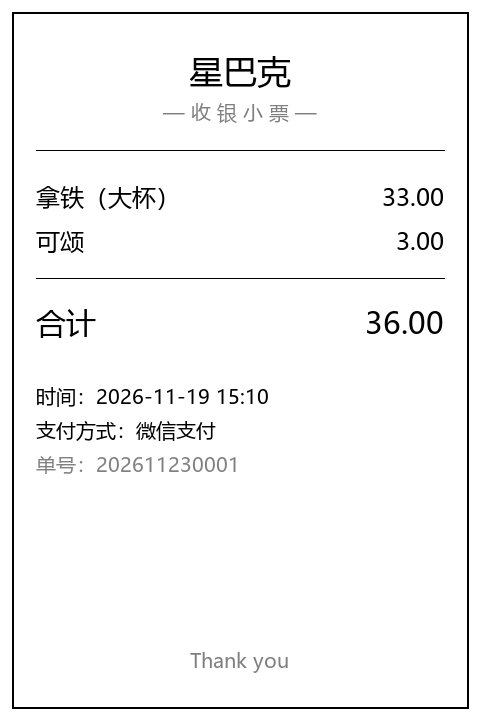 星巴克
— 收 银 小 票 —
拿铁（大杯） 33.00
可颂 3.00
合计 36.00
时间：2026-11-19 15:10
支付方式：微信支付
单号：202611230001
Thank you